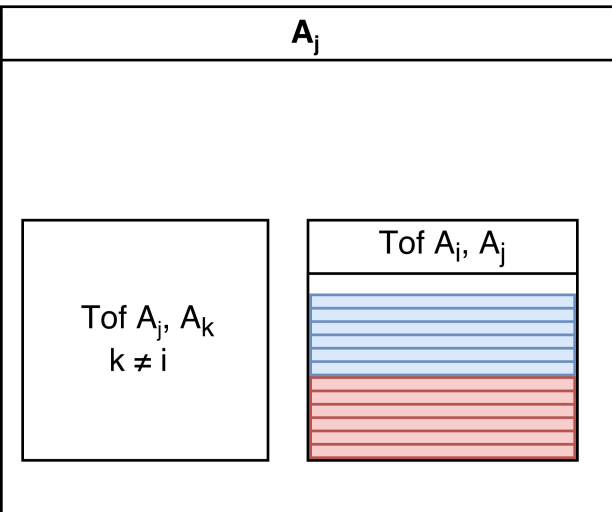 Aj
Tof Ai, Aj
Tof Aj, Ak
k ≠ i